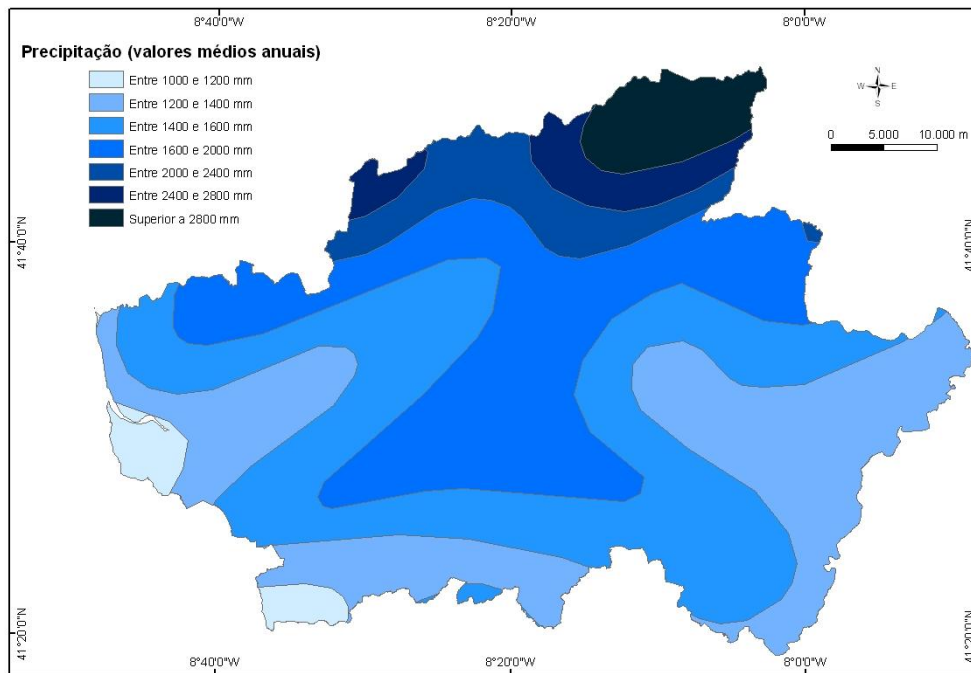 8°40'0"W 8°20'0"W 8°0'0"W
Precipitação (valores médios anuais)
Entre 1000 e 1200 mm
Entre 1200 e 1400 mm
Entre 1400 e 1600 mm
Entre 1600 e 2000 mm
Entre 2000 e 2400 mm
Entre 2400 e 2800 mm
Superior a 2800 mm
N
W E
S
0 5.000 10.000 m
41°40'0"N
41°40'0"N
41°20'0"N
41°20'0"N
8°40'0"W 8°20'0"W 8°0'0"W